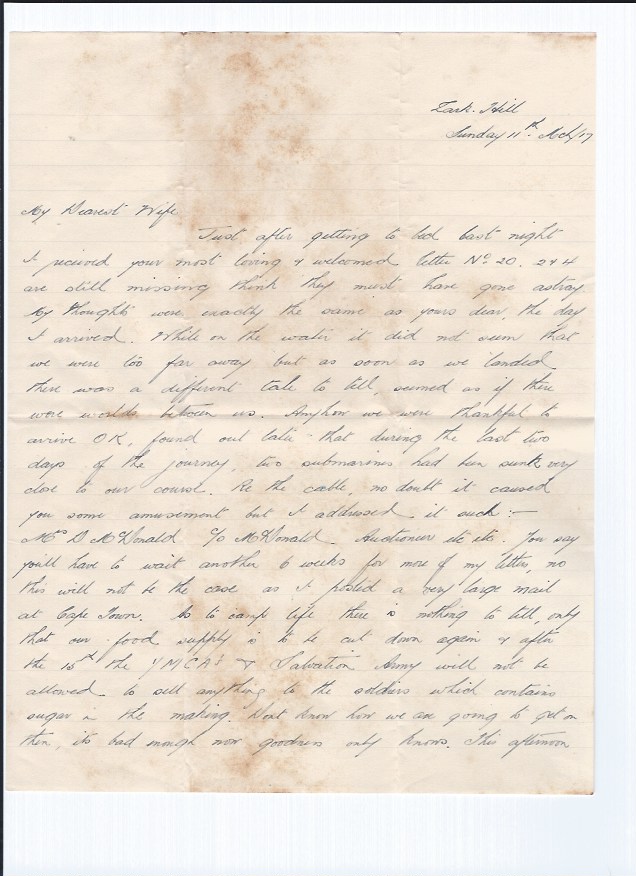 Lark Hill
Sunday 11th Mch/17
My Dearest Wife
Just after getting to bed last night
I received your most loving & welcomed letter No 20. 2 & 4
are still missing think they must have gone astray
My thoughts were exactly the same as yours dear, the day
I arrived. While on the water it did not seem that
we were too far away but as soon as we landed
there was a different tale to tell, seemed as if there
were worlds between us. Anyhow we were thankful to
arrive OK, found out later that during the last two
days of the journey, two submarines had been sunk very
close to our course. Re the cable, no doubt it caused
you some amusement but I addressed it such :-
Mrs D McDonald C/o McDonald Auctioneer etc etc. You say
you'll have to wait another 6 weeks for more of my letters, no
this will not be the case as I posted a very large mail
at Cape Town. As to camp life there is nothing to tell, only
that our food supply is to be cut down again & after
the 15th the YMCA's & Salvation Army will not be
allowed to sell anything to the soldiers which contains
sugar in the making. Dont know how we are going to get on
then, its bad enough now goodness only knows. This afternoon